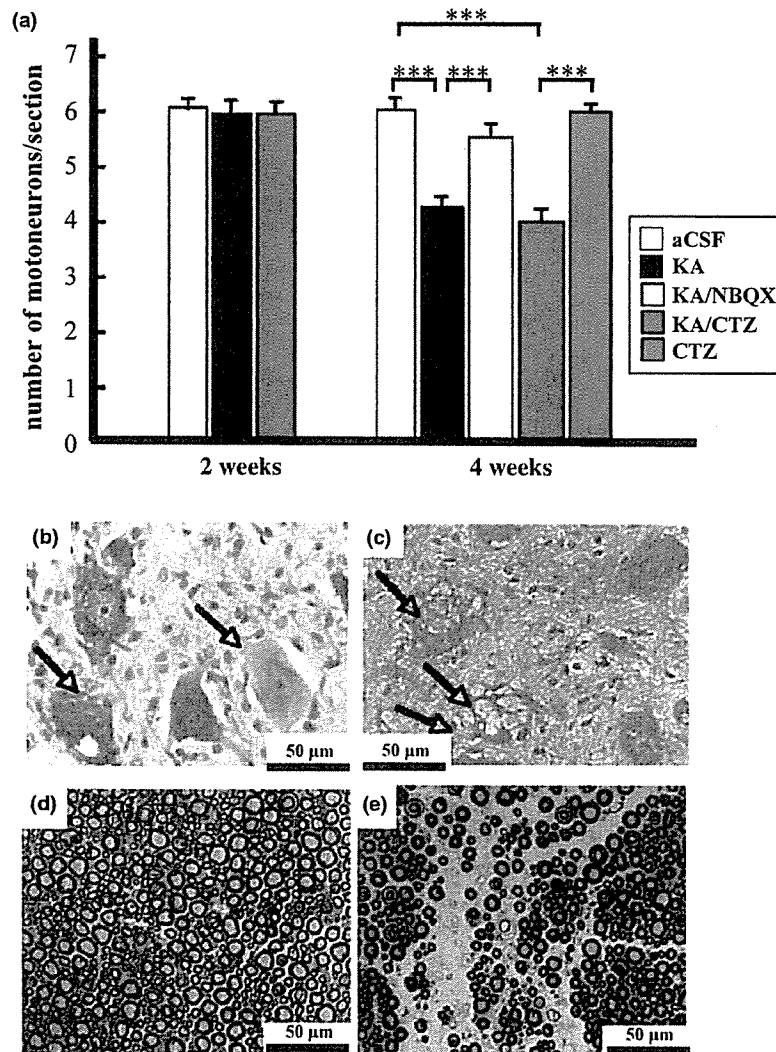 (a)
number of motoneurons/section
7
6
5
4
3
2
1
0
***
*** *** ***
2 weeks 4 weeks
aCSF
KA
KA/NBQX
KA/CTZ
CTZ
(b)
50 µm
(c)
50 µm
(d)
50 µm
(e)
50 µm